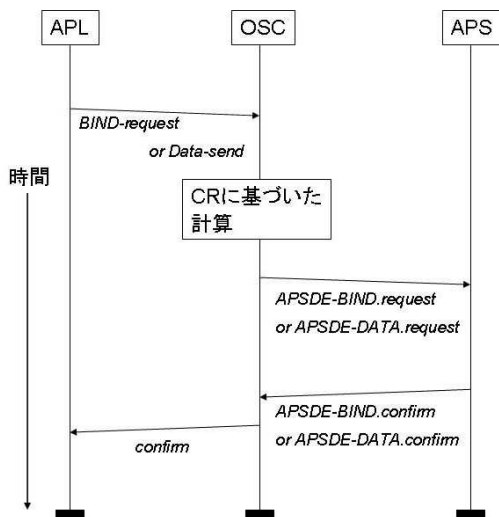 APL
OSC
APS
BIND-request
or Data-send
時間
CRに基づいた
計算
APSDE-BIND.request
or APSDE-DATA.request
APSDE-BIND.confirm
or APSDE-DATA.confirm
confirm